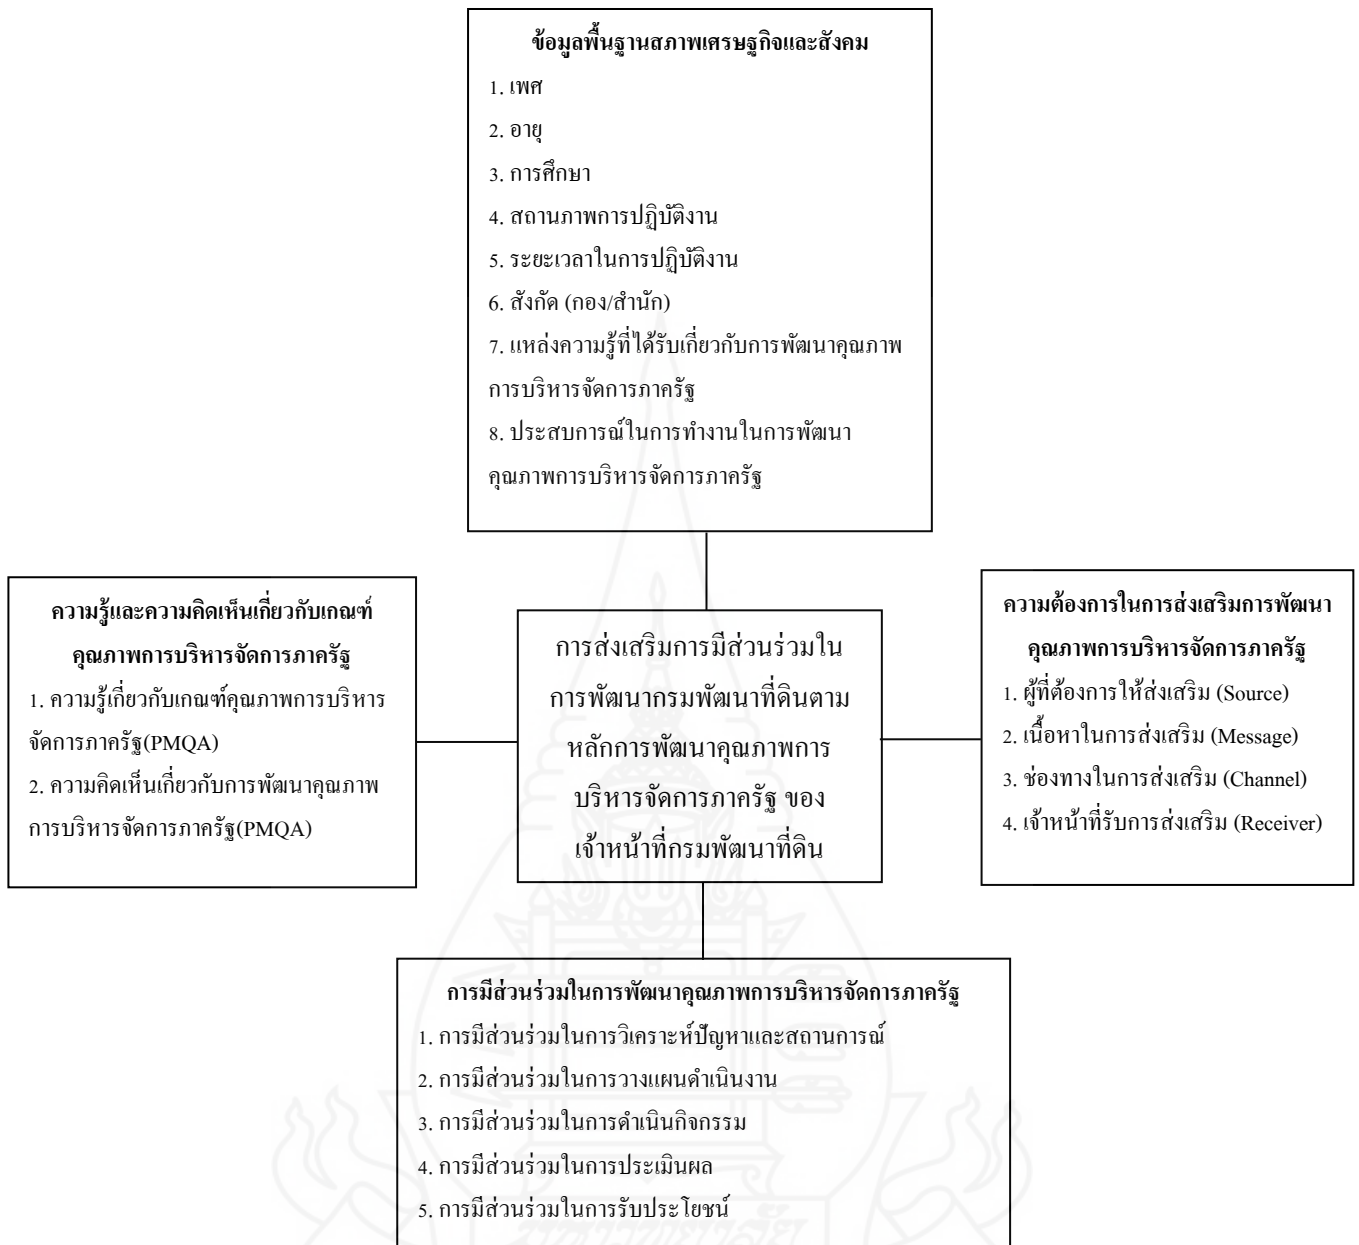 ข้อมูลพื้นฐานสภาพเศรษฐกิจและสังคม
1. เพศ
2. อายุ
3. การศึกษา
4. สถานภาพการปฏิบัติงาน
5. ระยะเวลาในการปฏิบัติงาน
6. สังกัด (กอง/สำนัก)
7. แหล่งความรู้ที่ได้รับเกี่ยวกับการพัฒนาคุณภาพ
การบริหารจัดการภาครัฐ
8. ประสบการณ์ในการทำงานในการพัฒนา
คุณภาพการบริหารจัดการภาครัฐ
ความรู้และความคิดเห็นเกี่ยวกับเกณฑ์
คุณภาพการบริหารจัดการภาครัฐ
1. ความรู้เกี่ยวกับเกณฑ์คุณภาพการบริหาร
จัดการภาครัฐ(PMQA)
2. ความคิดเห็นเกี่ยวกับการพัฒนาคุณภาพ
การบริหารจัดการภาครัฐ(PMQA)
การส่งเสริมการมีส่วนร่วมใน
การพัฒนากรมพัฒนาที่ดินตาม
หลักการพัฒนาคุณภาพการ
บริหารจัดการภาครัฐ ของ
เจ้าหน้าที่กรมพัฒนาที่ดิน
ความต้องการในการส่งเสริมการพัฒนา
คุณภาพการบริหารจัดการภาครัฐ
1. ผู้ที่ต้องการให้ส่งเสริม (Source)
2. เนื้อหาในการส่งเสริม (Message)
3. ช่องทางในการส่งเสริม (Channel)
4. เจ้าหน้าที่รับการส่งเสริม (Receiver)
การมีส่วนร่วมในการพัฒนาคุณภาพการบริหารจัดการภาครัฐ
1. การมีส่วนร่วมในการวิเคราะห์ปัญหาและสถานการณ์
2. การมีส่วนร่วมในการวางแผนดำเนินงาน
3. การมีส่วนร่วมในการดำเนินกิจกรรม
4. การมีส่วนร่วมในการประเมินผล
5. การมีส่วนร่วมในการรับประโยชน์